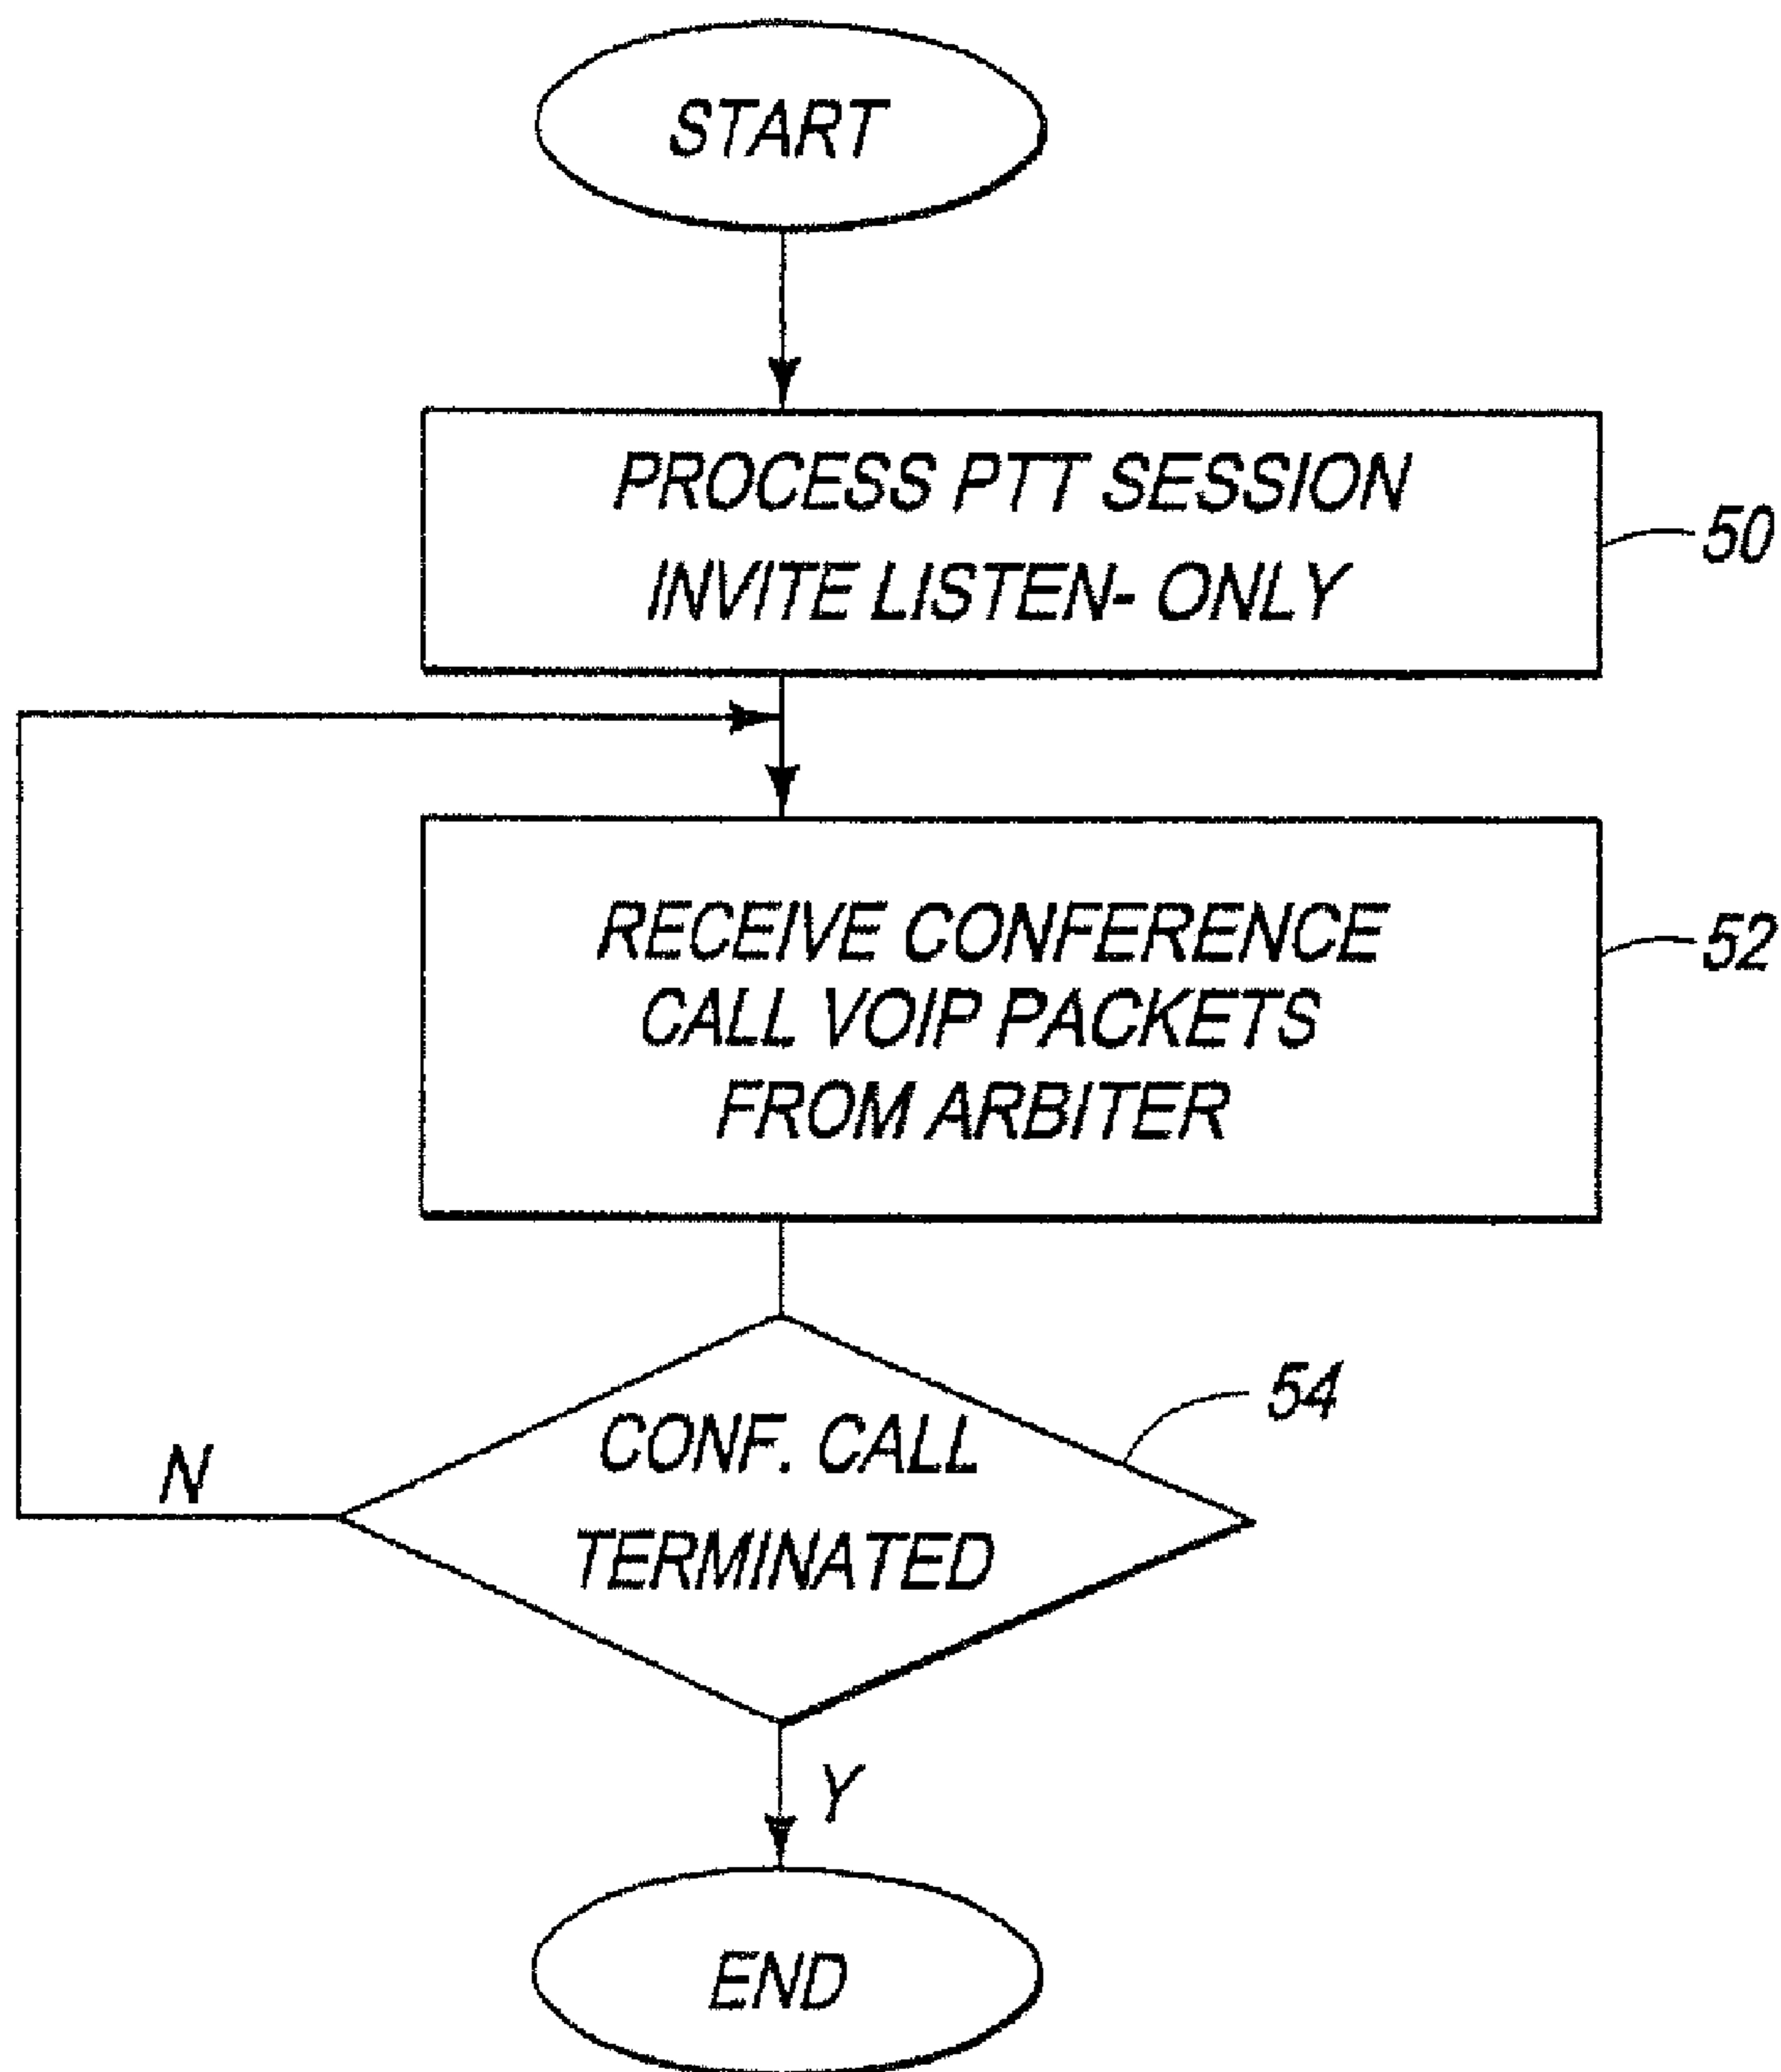 START
PROCESS PTT SESSION
INVITE LISTEN- ONLY
50
RECEIVE CONFERENCE
CALL VOIP PACKETS
FROM ARBITER
52
54
CONF. CALL
TERMINATED
N
Y
END